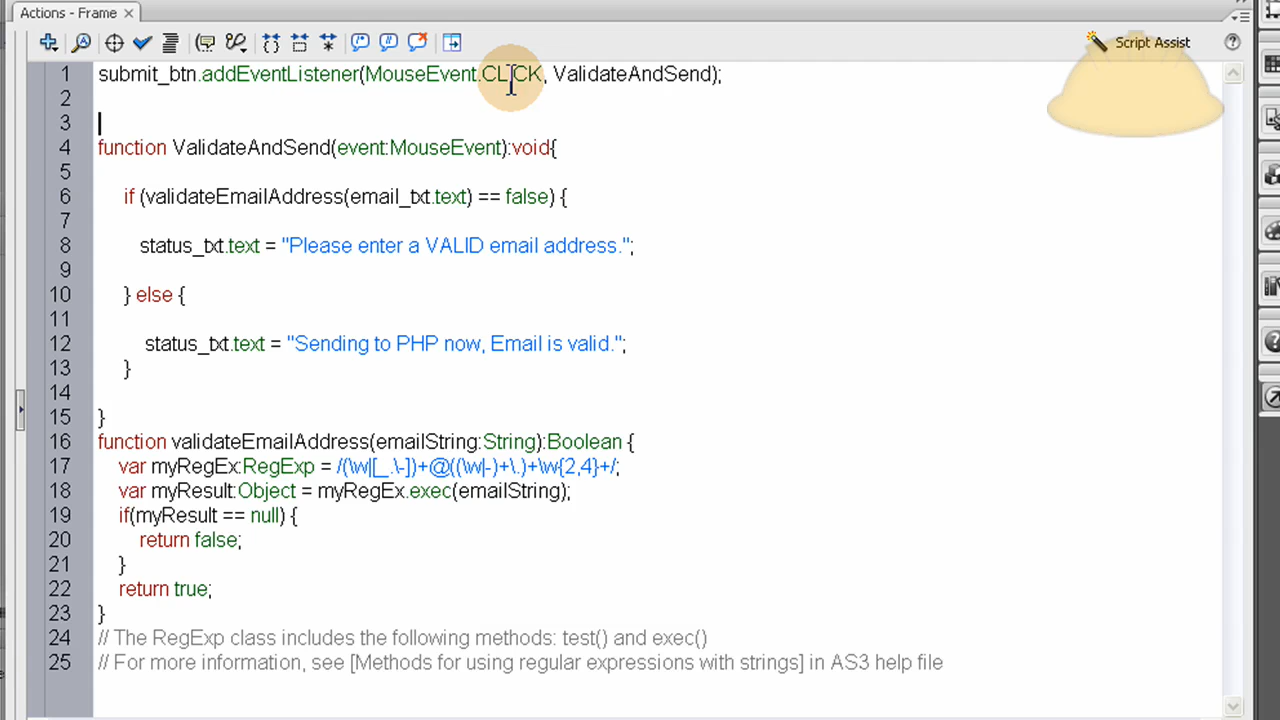 Actions - Frame
Script Assist
1 submit_btn.addEventListener(MouseEvent.CLICK, ValidateAndSend);
2
3
4 function ValidateAndSend(event:MouseEvent):void{
5
6 if (validateEmailAddress(email_txt.text) == false) {
7
8 status_txt.text = "Please enter a VALID email address.";
9
10 } else {
11
12 status_txt.text = "Sending to PHP now, Email is valid.";
13 }
14
15 }
16 function validateEmailAddress(emailString:String):Boolean {
17 var myRegEx:RegExp = /(\w|[_.\-])+@((\w|-)+\.)+\w{2,4}+/;
18 var myResult:Object = myRegEx.exec(emailString);
19 if(myResult == null) {
20 return false;
21 }
22 return true;
23 }
24 // The RegExp class includes the following methods: test() and exec()
25 // For more information, see [Methods for using regular expressions with strings] in AS3 help file